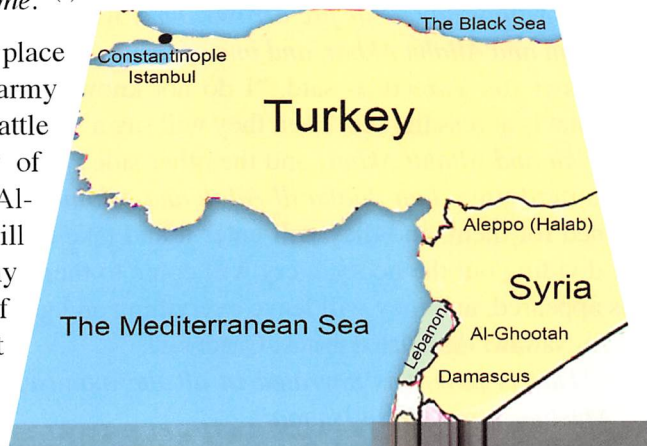 me.
place
army
attle
of
Al-
ill
y
f
t
The Black Sea
Constantinople
Istanbul
Turkey
Aleppo (Halab)
Syria
The Mediterranean Sea
Lebanon
Al-Ghootah
Damascus